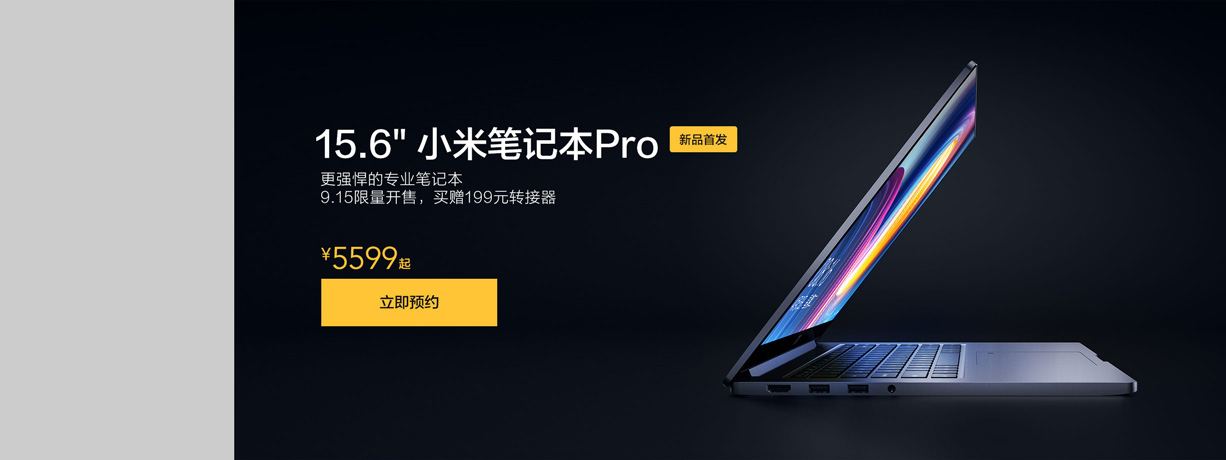 15.6" 小米笔记本Pro 新品首发
更强悍的专业笔记本
9.15限量开售，买赠199元转接器
¥5599起
立即预约